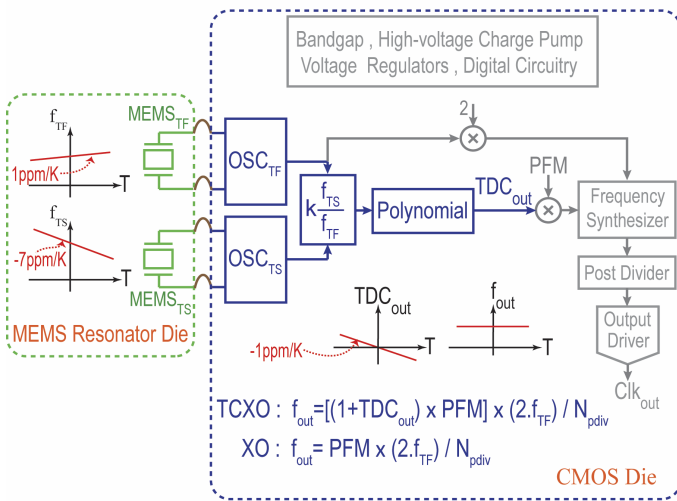 Bandgap , High-voltage Charge Pump
Voltage Regulators , Digital Circuitry
f_TF
1ppm/K
T
MEMS_TF
OSC_TF
2
×
k f_TS / f_TF
Polynomial
TDC_out
PFM
×
Frequency
Synthesizer
f_TS
-7ppm/K
T
MEMS_TS
OSC_TS
Post Divider
MEMS Resonator Die
TDC_out
-1ppm/K
T
f_out
T
Output
Driver
Clk_out
TCXO : f_out=[(1+TDC_out) x PFM] x (2.f_TF) / N_pdiv
XO : f_out= PFM x (2.f_TF) / N_pdiv
CMOS Die